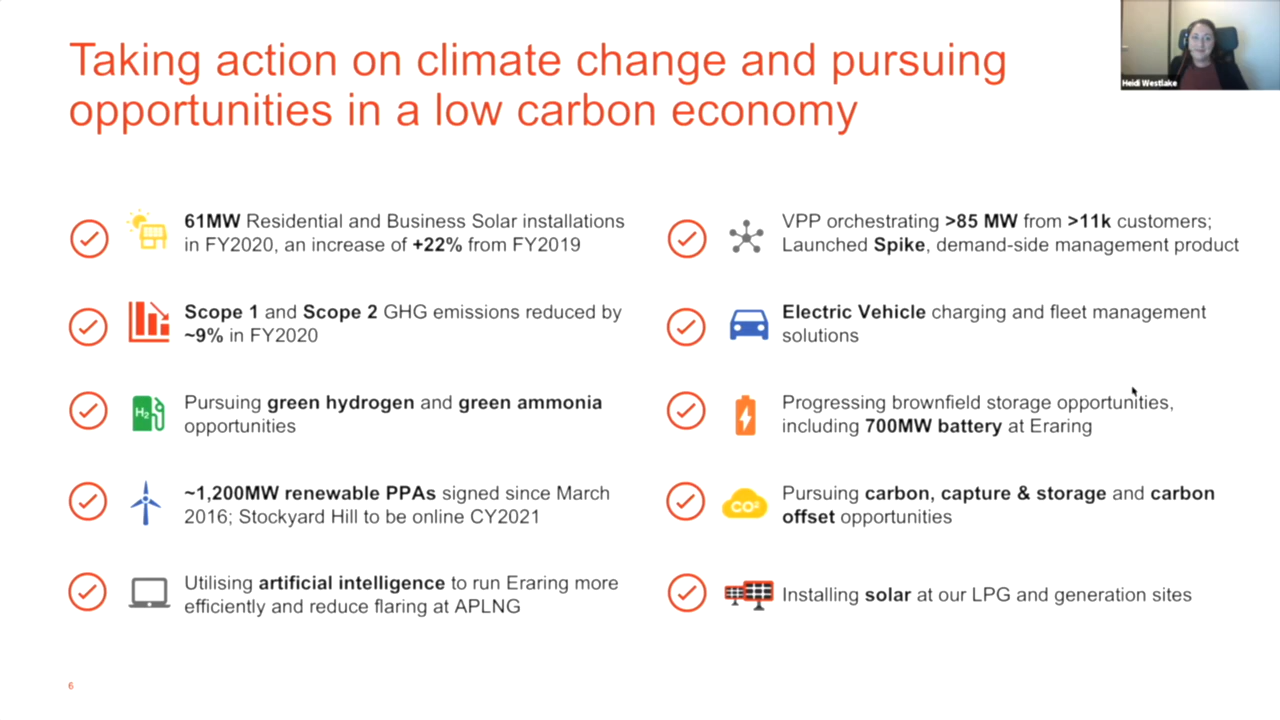 Taking action on climate change and pursuing
opportunities in a low carbon economy
Heidi Westlake
61MW Residential and Business Solar installations
in FY2020, an increase of +22% from FY2019
Scope 1 and Scope 2 GHG emissions reduced by
~9% in FY2020
H₂
Pursuing green hydrogen and green ammonia
opportunities
~1,200MW renewable PPAs signed since March
2016; Stockyard Hill to be online CY2021
Utilising artificial intelligence to run Eraring more
efficiently and reduce flaring at APLNG
VPP orchestrating >85 MW from >11k customers;
Launched Spike, demand-side management product
Electric Vehicle charging and fleet management
solutions
Progressing brownfield storage opportunities,
including 700MW battery at Eraring
CO²
Pursuing carbon, capture & storage and carbon
offset opportunities
Installing solar at our LPG and generation sites
6